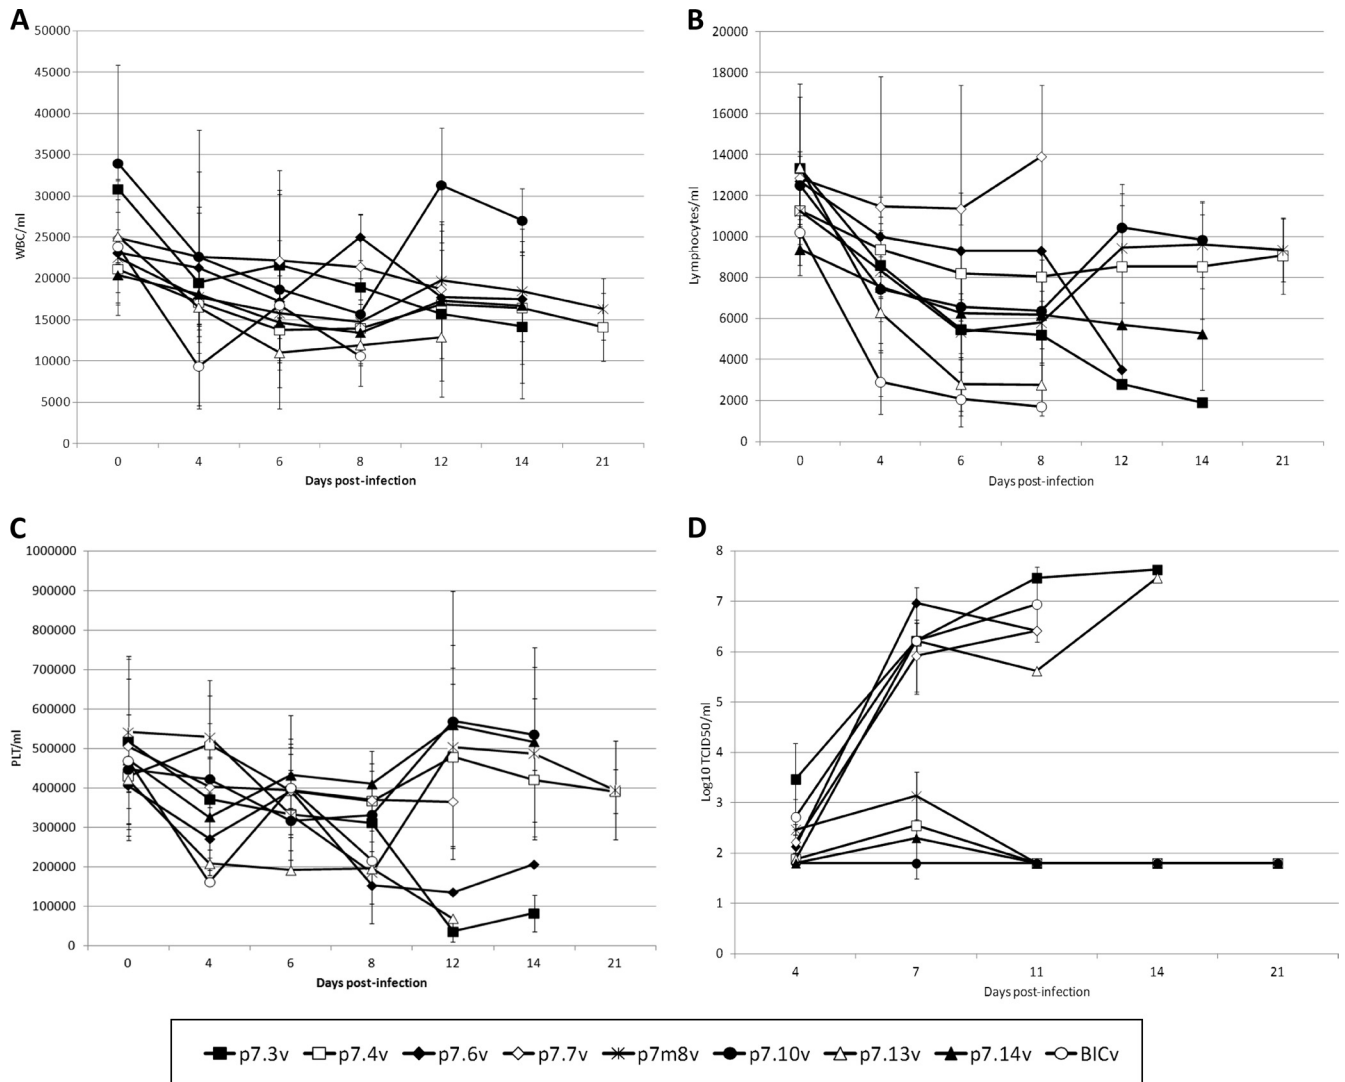 A
WBC/ml
50000
45000
40000
35000
30000
25000
20000
15000
10000
5000
0
0 4 6 8 12 14 21
Days post-infection
B
Lymphocytes/ml
20000
18000
16000
14000
12000
10000
8000
6000
4000
2000
0
0 4 6 8 12 14 21
Days post-infection
C
PLT/ml
1000000
900000
800000
700000
600000
500000
400000
300000
200000
100000
0
0 4 6 8 12 14 21
Days post-infection
D
Log10 TCID50/ml
8
7
6
5
4
3
2
1
0
4 7 11 14 21
Days post-infection
p7.3v p7.4v p7.6v p7.7v p7m8v p7.10v p7.13v p7.14v BICv